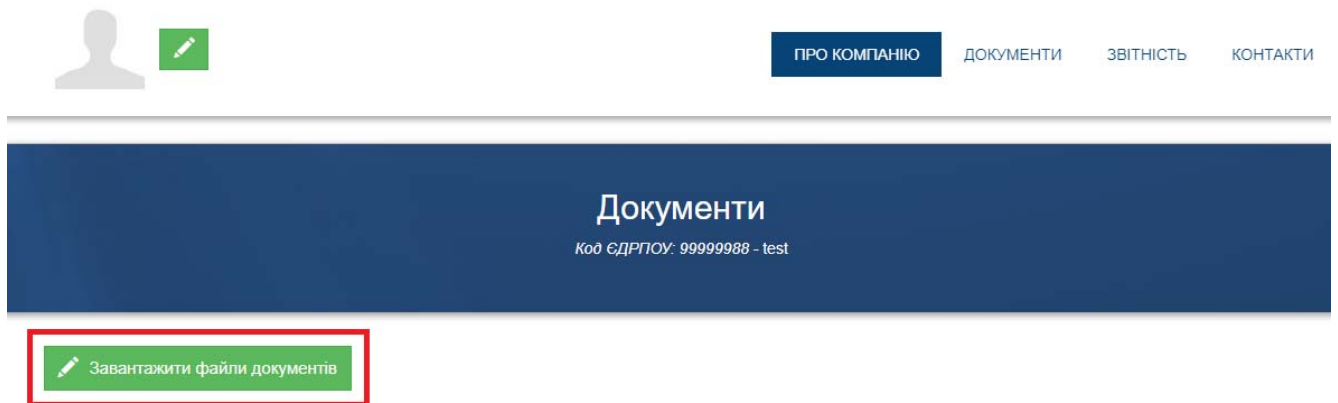 ПРО КОМПАНІЮ ДОКУМЕНТИ ЗВІТНІСТЬ КОНТАКТИ
Документи
Код ЄДРПОУ: 99999988 - test
Завантажити файли документів